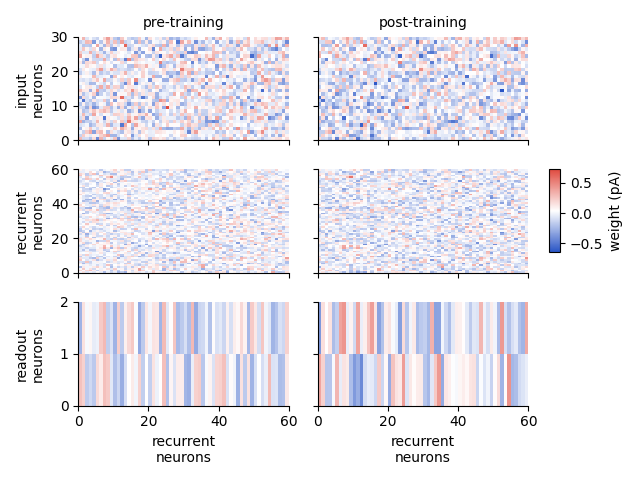 pre-training
post-training
input
neurons
30
20
10
0
recurrent
neurons
60
40
20
0
0.5
0.0
−0.5
weight (pA)
readout
neurons
2
1
0
0
20
40
60
0
20
40
60
recurrent
neurons
recurrent
neurons